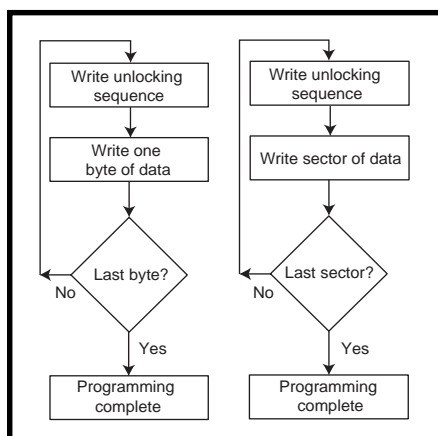 Write unlocking
sequence
Write one
byte of data
Last byte?
No
Yes
Programming
complete
Write unlocking
sequence
Write sector of data
Last sector?
No
Yes
Programming
complete